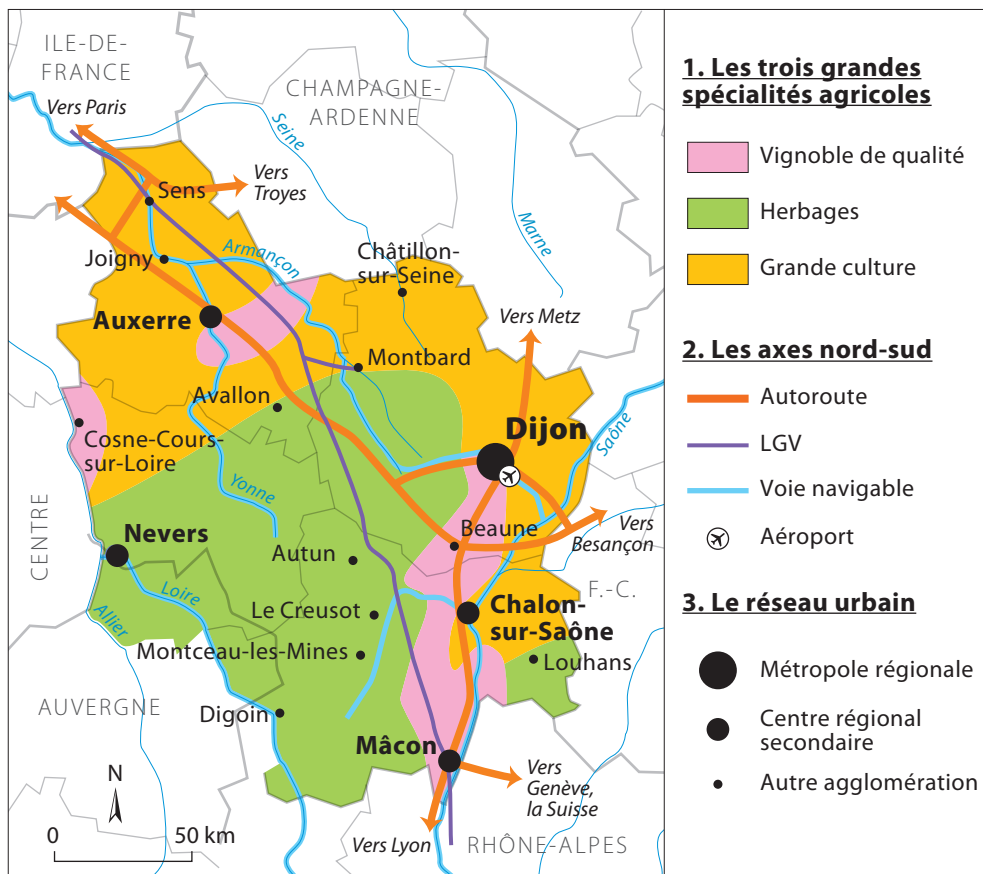 ILE-DE-
FRANCE
CHAMPAGNE-
ARDENNE
Vers Paris
Seine
Vers
Troyes
Sens
Marne
Joigny
Armançon
Châtillon-
sur-Seine
Auxerre
Vers Metz
Montbard
Avallon
Dijon
Saône
Cosne-Cours-
sur-Loire
Yonne
CENTRE
Nevers
Beaune
Vers
Besançon
Autun
F.-C.
Loire
Allier
Le Creusot
Chalon-
sur-Saône
Montceau-les-Mines
Louhans
AUVERGNE
Digoin
Mâcon
Vers
Genève,
la Suisse
N
0 50 km
Vers Lyon
RHÔNE-ALPES
1. Les trois grandes
spécialités agricoles
Vignoble de qualité
Herbages
Grande culture
2. Les axes nord-sud
Autoroute
LGV
Voie navigable
Aéroport
3. Le réseau urbain
Métropole régionale
Centre régional
secondaire
Autre agglomération